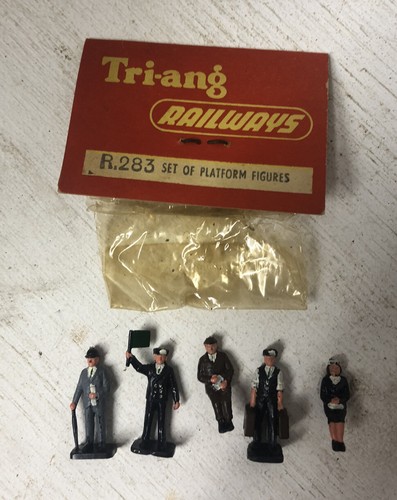 Tri-ang
RAILWAYS
R.283 SET OF PLATFORM FIGURES